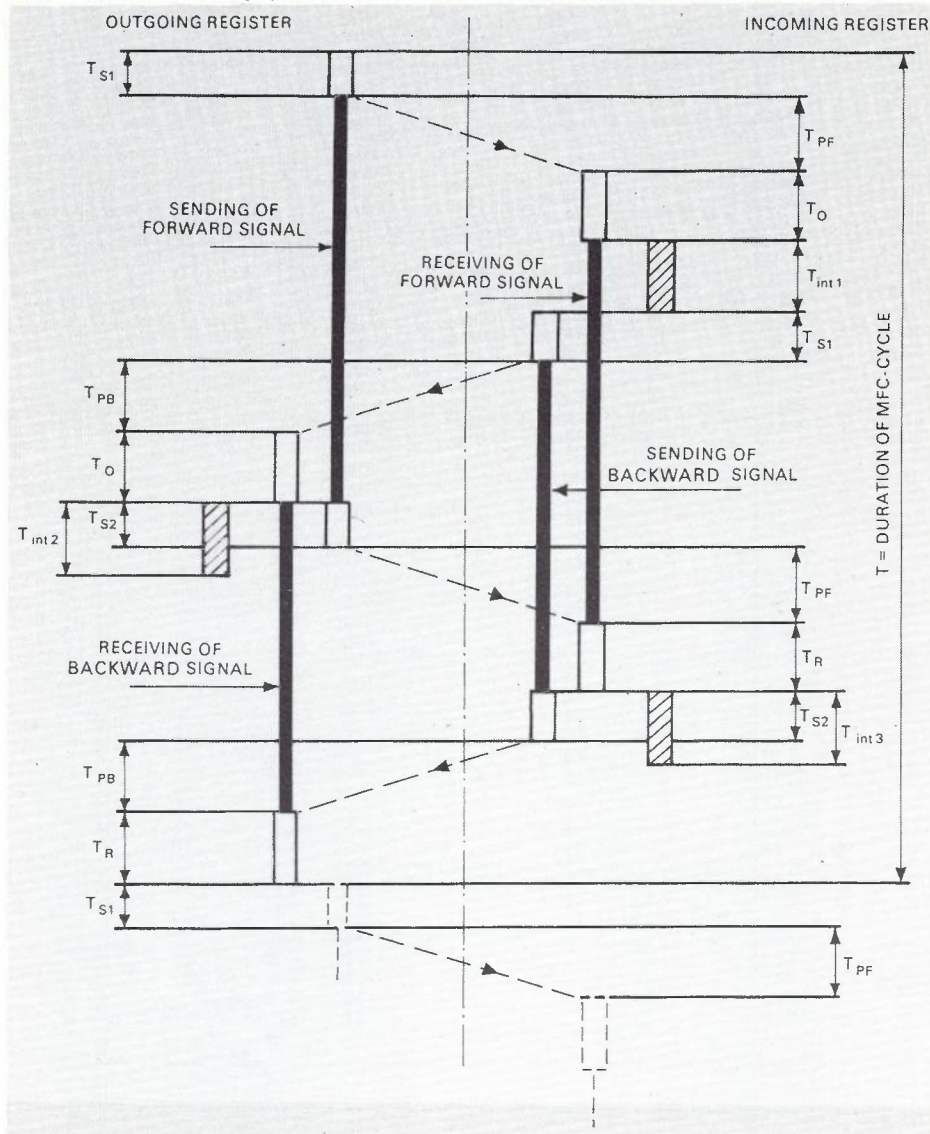 OUTGOING REGISTER
INCOMING REGISTER
T S1
T PF
T O
SENDING OF
FORWARD SIGNAL
RECEIVING OF
FORWARD SIGNAL
T int 1
T S1
T PB
T = DURATION OF MFC-CYCLE
SENDING OF
BACKWARD SIGNAL
T O
T S2
T int 2
T PF
RECEIVING OF
BACKWARD SIGNAL
T R
T S2
T int 3
T PB
T R
T S1
T PF